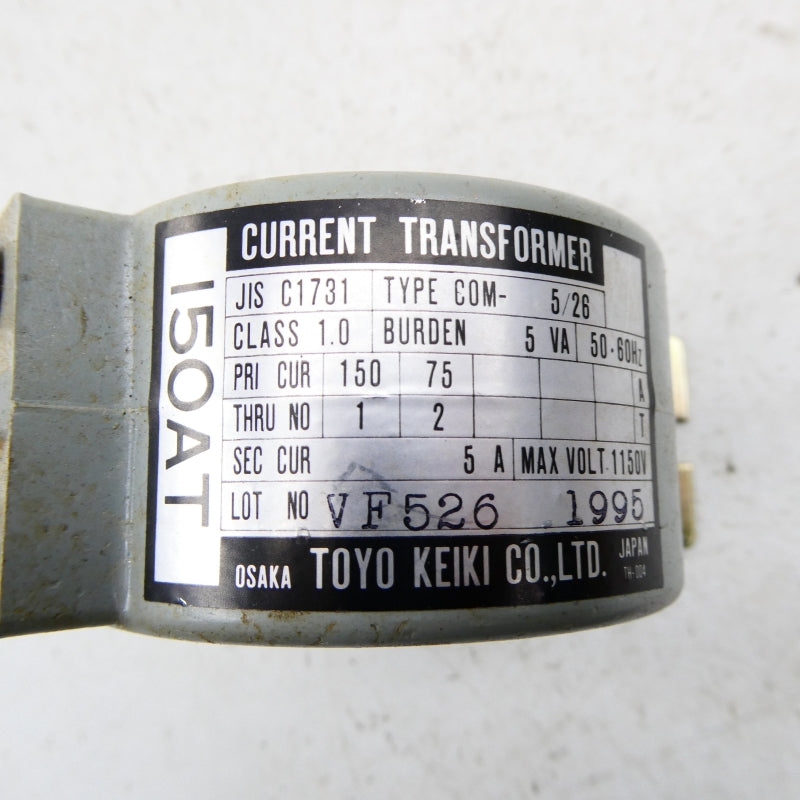 150AT
CURRENT TRANSFORMER
JIS C1731 TYPE COM- 5/26
CLASS 1.0 BURDEN 5 VA 50·60Hz
PRI CUR 150 75 A
THRU NO 1 2 T
SEC CUR 5 A MAX VOLT.1150V
LOT NO VF526 1995
OSAKA TOYO KEIKI CO.,LTD. JAPAN
TH-004